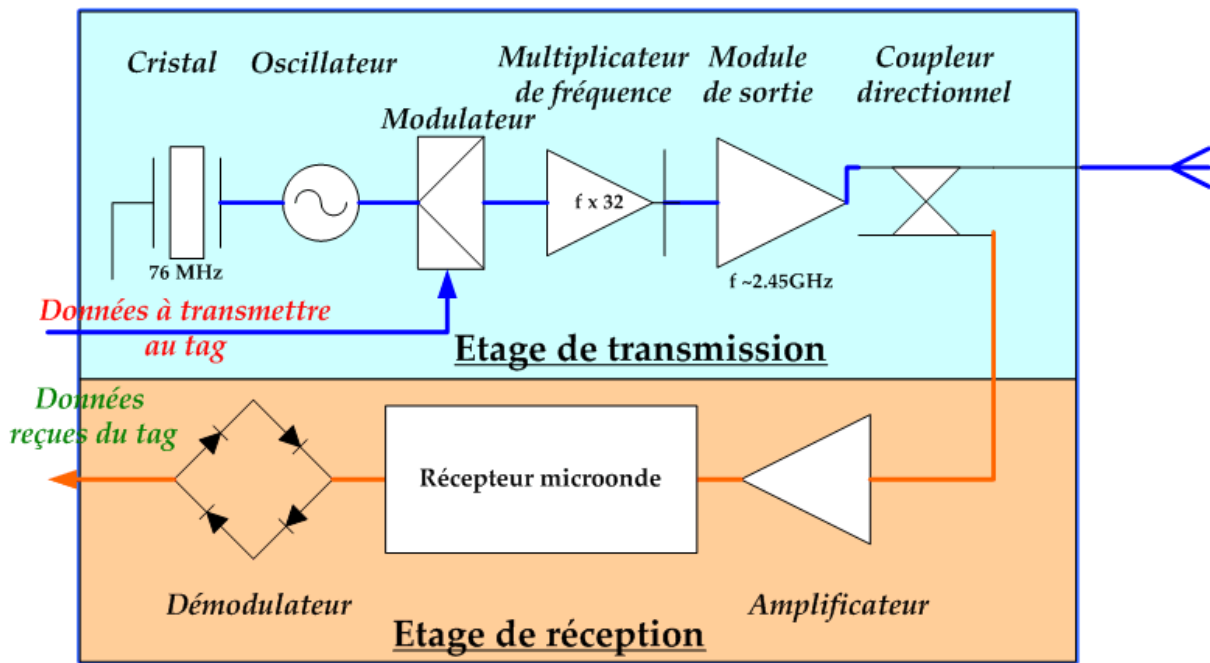 Cristal
Oscillateur
Multiplicateur
de fréquence
Module
de sortie
Coupleur
directionnel
Modulateur
f x 32
76 MHz
f ~2.45GHz
Données à transmettre
au tag
Etage de transmission
Données
reçues du tag
Récepteur microonde
Démodulateur
Amplificateur
Etage de réception